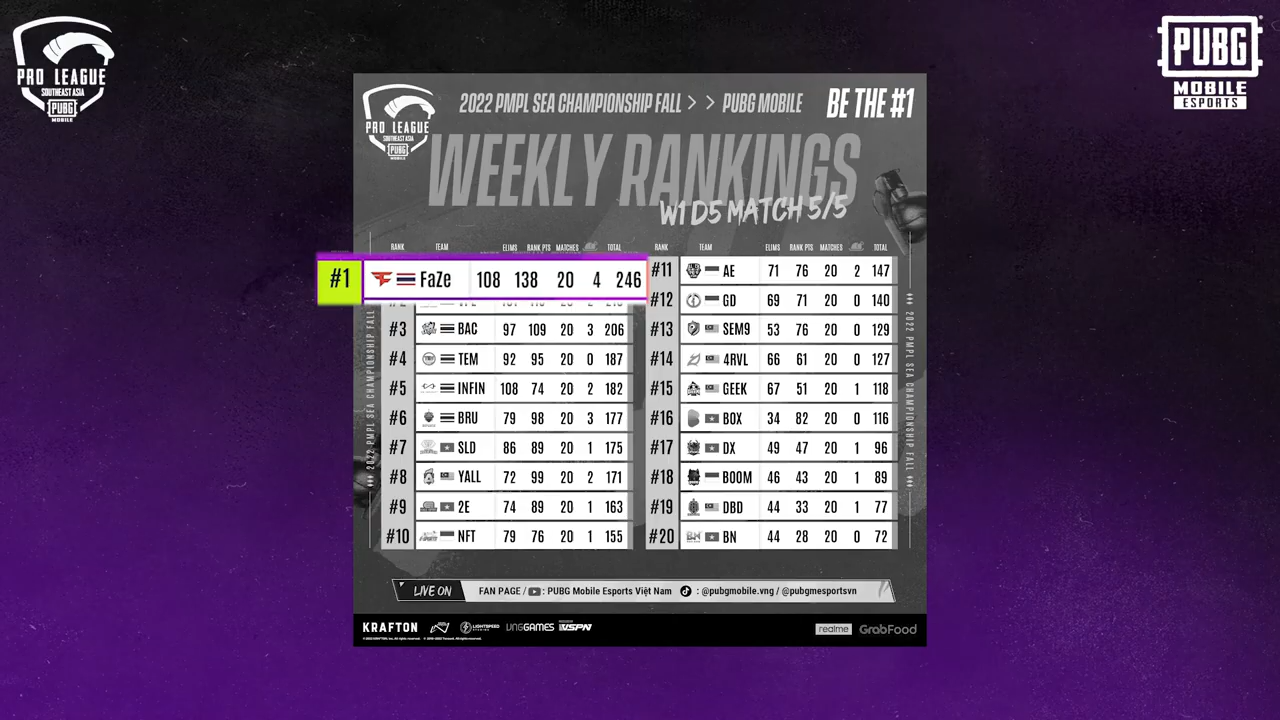 PRO LEAGUE
SOUTHEAST ASIA
PUBG
MOBILE
PUBG
MOBILE
ESPORTS
PRO LEAGUE
SOUTHEAST ASIA
PUBG
MOBILE
2022 PMPL SEA CHAMPIONSHIP FALL > > PUBG MOBILE
BE THE #1
WEEKLY RANKINGS
W1 D5 MATCH 5/5
RANK TEAM ELIMS RANK PTS MATCHES TOTAL
#1 FaZe 108 138 20 4 246
#3 BAC 97 109 20 3 206
#4 TEM 92 95 20 0 187
#5 INFIN 108 74 20 2 182
#6 BRU 79 98 20 3 177
#7 SLD 86 89 20 1 175
#8 YALL 72 99 20 2 171
#9 2E 74 89 20 1 163
#10 NFT 79 76 20 1 155
RANK TEAM ELIMS RANK PTS MATCHES TOTAL
#11 AE 71 76 20 2 147
#12 GD 69 71 20 0 140
#13 SEM9 53 76 20 0 129
#14 4RVL 66 61 20 0 127
#15 GEEK 67 51 20 1 118
#16 BOX 34 82 20 0 116
#17 DX 49 47 20 1 96
#18 BOOM 46 43 20 1 89
#19 DBD 44 33 20 1 77
#20 BN 44 28 20 0 72
2022 PMPL SEA CHAMPIONSHIP FALL
2022 PMPL SEA CHAMPIONSHIP FALL
LIVE ON
FAN PAGE / : PUBG Mobile Esports Việt Nam : @pubgmobile.vng / @pubgmesportsvn
KRAFTON LIGHTSPEED STUDIOS VNGGAMES VSPN
realme GrabFood